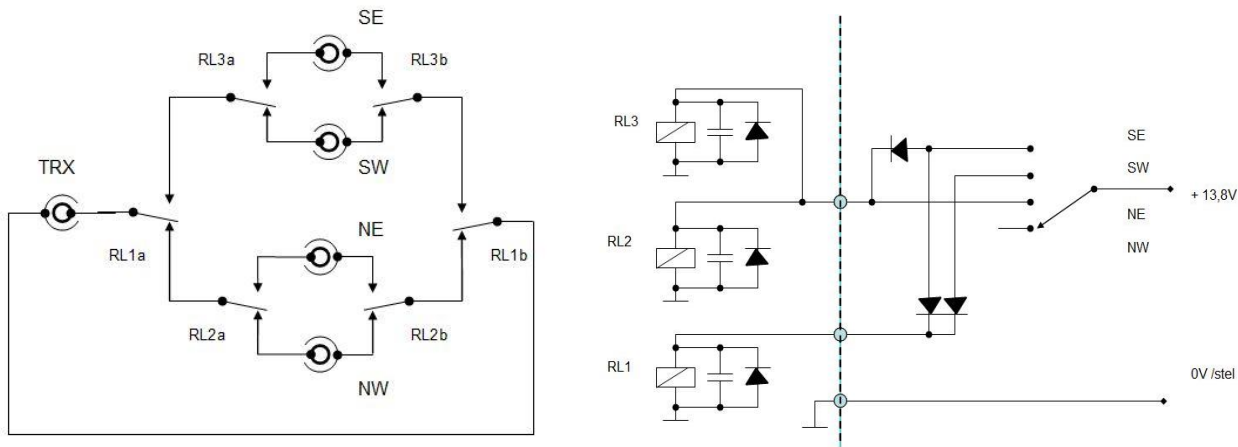 SE
RL3a
RL3b
SW
TRX
NE
RL1a
RL1b
RL2a
RL2b
NW
RL3
RL2
RL1
SE
SW
+ 13,8V
NE
NW
0V /stel